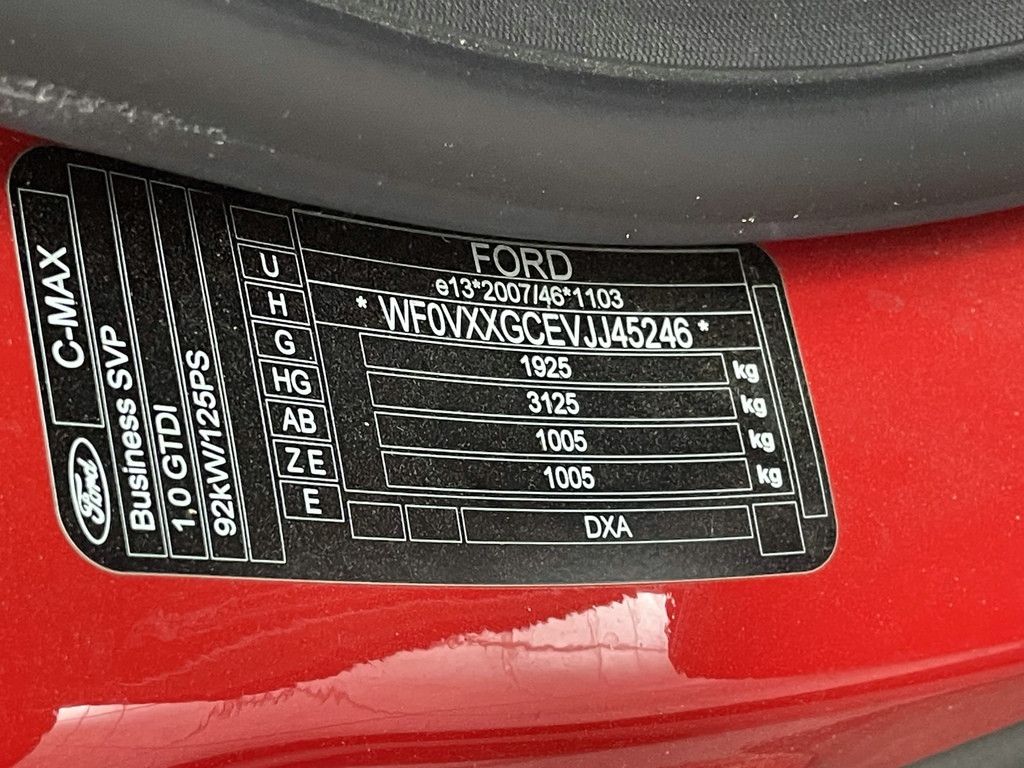 C-MAX
Ford
Business SVP
1,0 GTDI
92kW/125PS
U
H
G
HG
AB
Z E
E
FORD
e13*2007/46*1103
* WF0VXXGCEVJJ45246 *
1925 kg
3125 kg
1005 kg
1005 kg
DXA